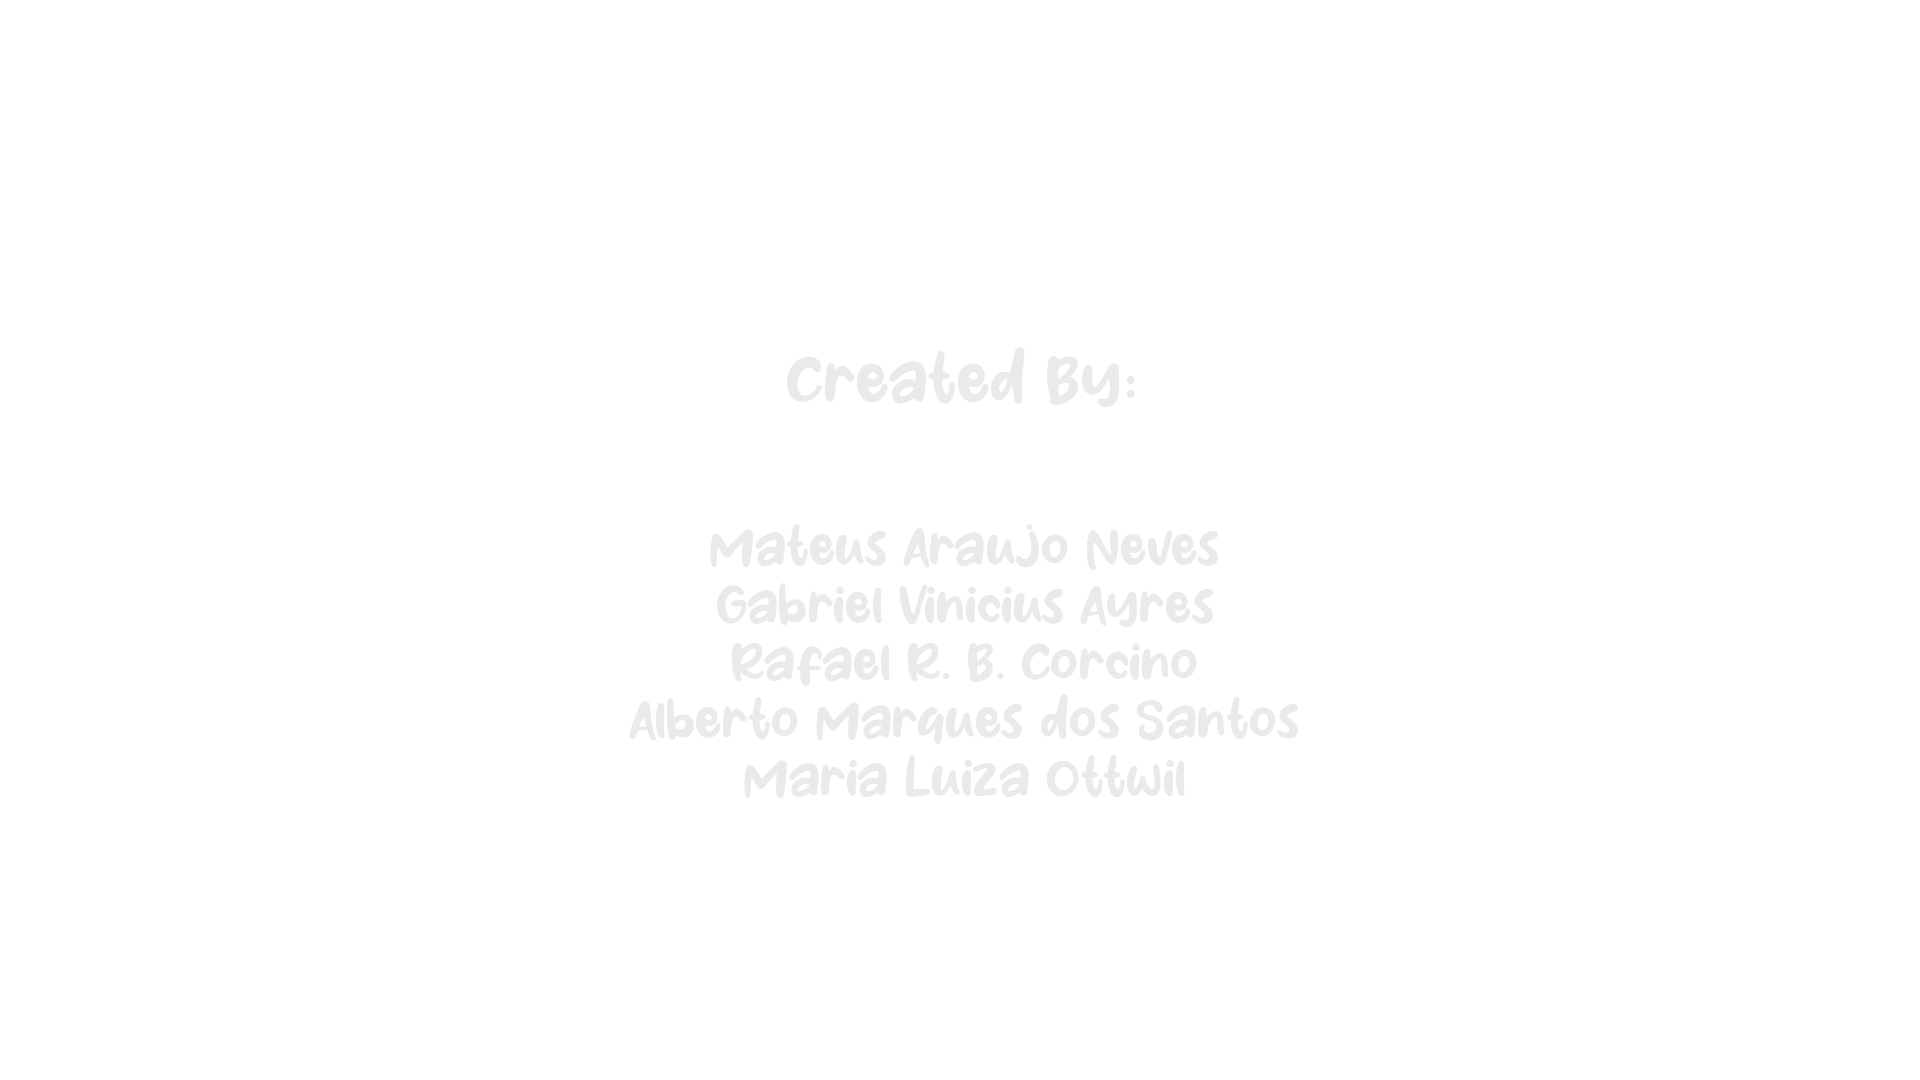 Created By:
Mateus Araujo Neves
Gabriel Vinicius Ayres
Rafael R. B. Corcino
Alberto Marques dos Santos
Maria Luiza Ottwil